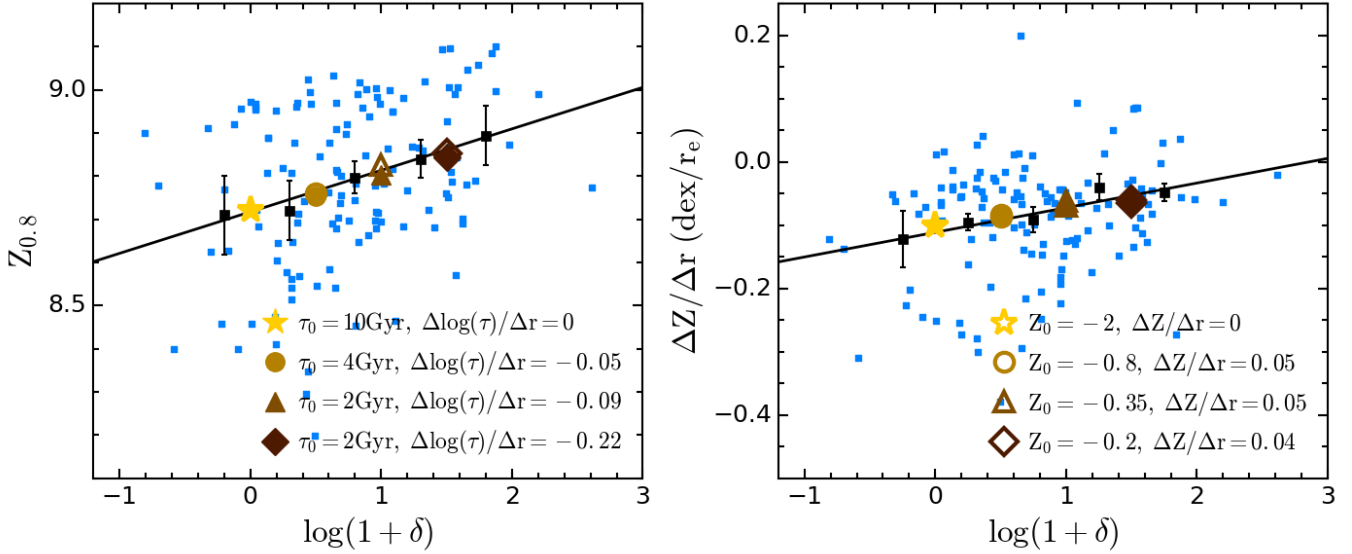 9.0
8.5
Z₀.₈
τ₀ = 10Gyr, Δlog(τ)/Δr = 0
τ₀ = 4Gyr, Δlog(τ)/Δr = −0.05
τ₀ = 2Gyr, Δlog(τ)/Δr = −0.09
τ₀ = 2Gyr, Δlog(τ)/Δr = −0.22
−1 0 1 2 3
log(1 + δ)
0.2
0.0
−0.2
−0.4
ΔZ/Δr (dex/rₑ)
Z₀ = −2, ΔZ/Δr = 0
Z₀ = −0.8, ΔZ/Δr = 0.05
Z₀ = −0.35, ΔZ/Δr = 0.05
Z₀ = −0.2, ΔZ/Δr = 0.04
−1 0 1 2 3
log(1 + δ)